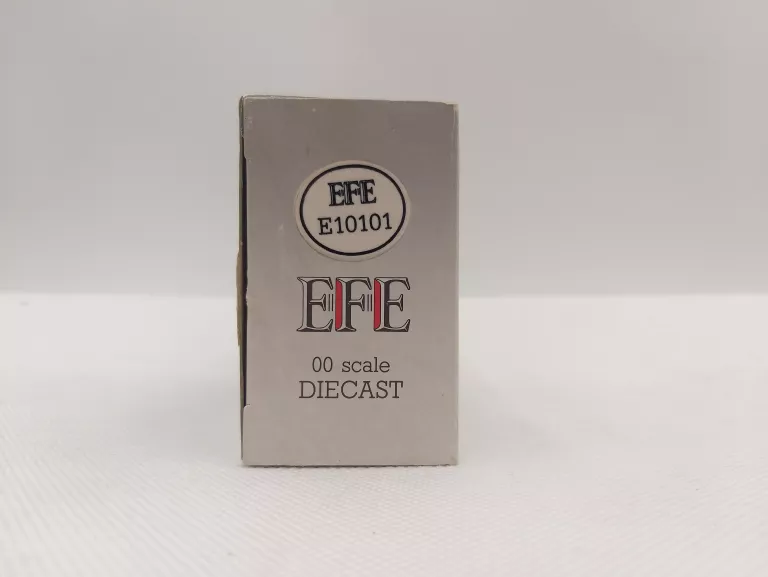 EFE
E10101
EFE
00 scale
DIECAST